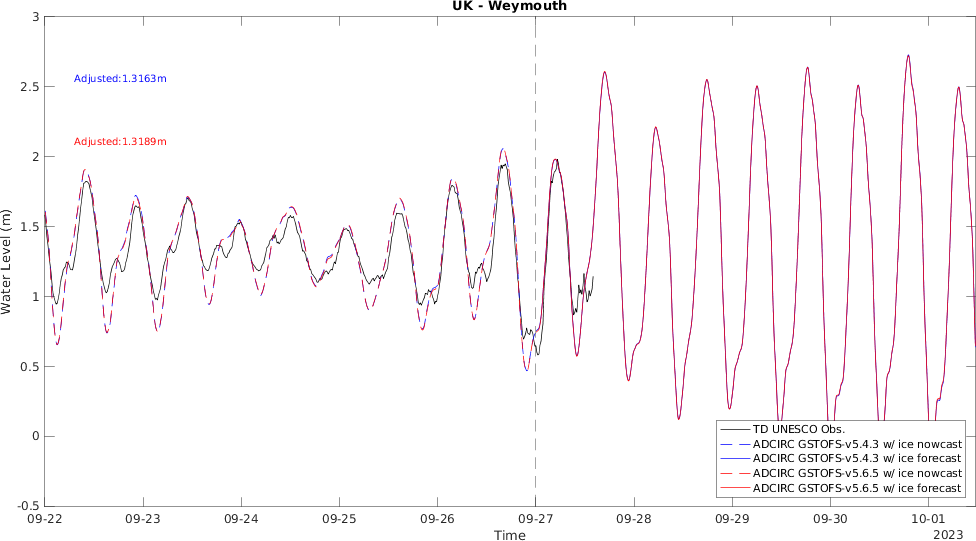 UK - Weymouth
3
2.5
2
1.5
1
0.5
0
-0.5
Water Level (m)
Adjusted:1.3163m
Adjusted:1.3189m
TD UNESCO Obs.
ADCIRC GSTOFS-v5.4.3 w/ ice nowcast
ADCIRC GSTOFS-v5.4.3 w/ ice forecast
ADCIRC GSTOFS-v5.6.5 w/ ice nowcast
ADCIRC GSTOFS-v5.6.5 w/ ice forecast
09-22 09-23 09-24 09-25 09-26 09-27 09-28 09-29 09-30 10-01
Time
2023